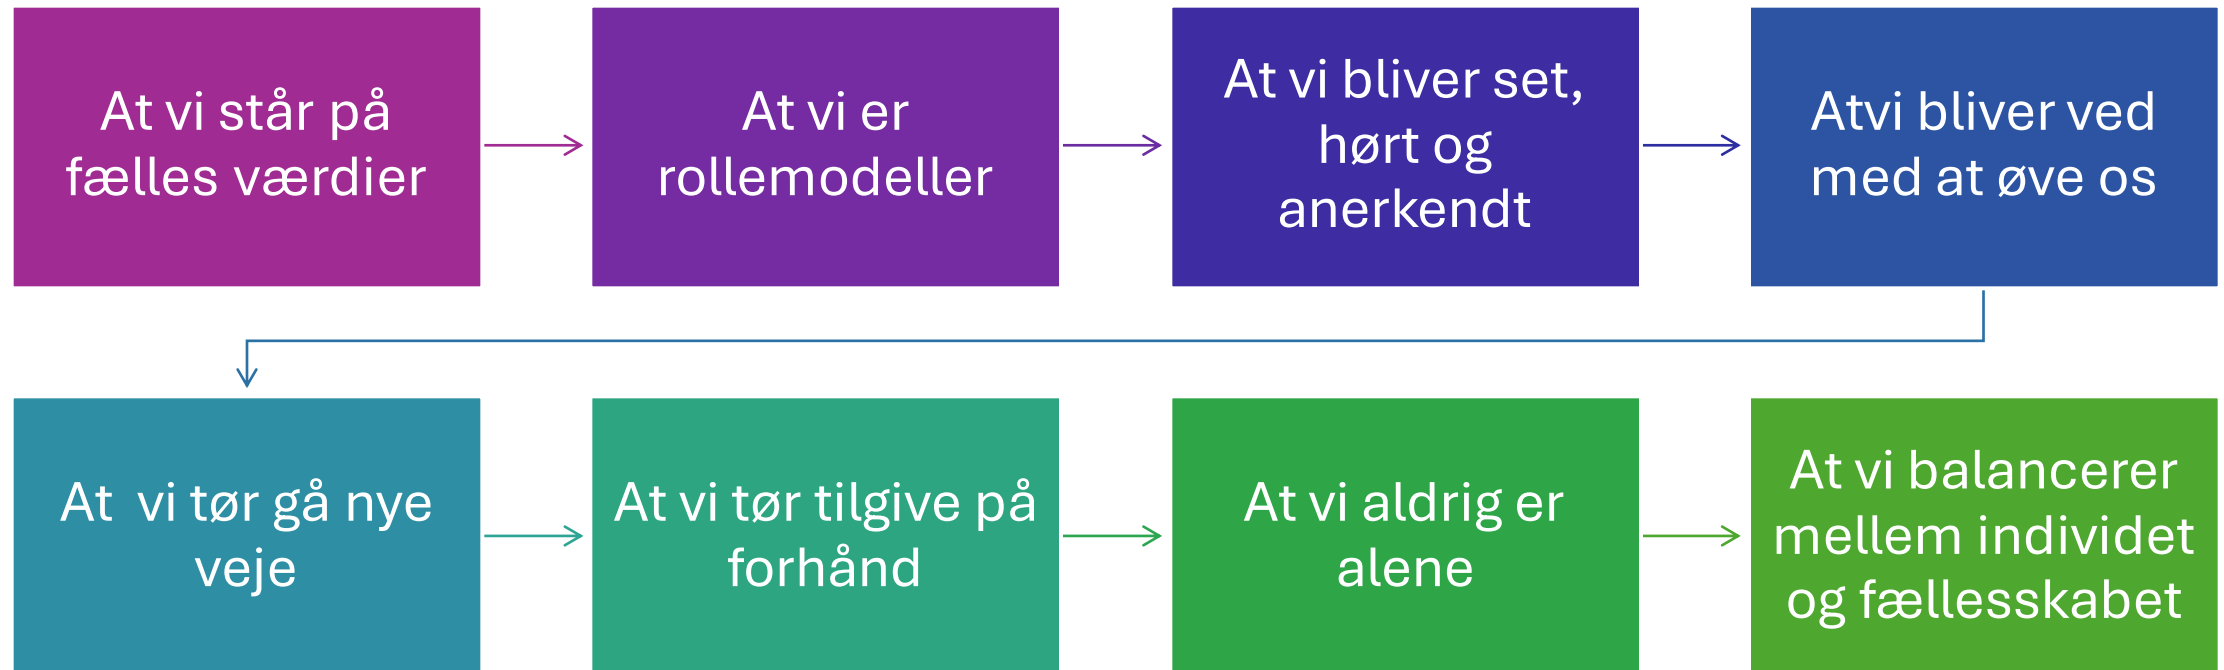 At vi står på
fælles værdier
At vi er
rollemodeller
At vi bliver set,
hørt og
anerkendt
Atvi bliver ved
med at øve os
At  vi tør gå nye
veje
At vi tør tilgive på
forhånd
At vi aldrig er
alene
At vi balancerer
mellem individet
og fællesskabet